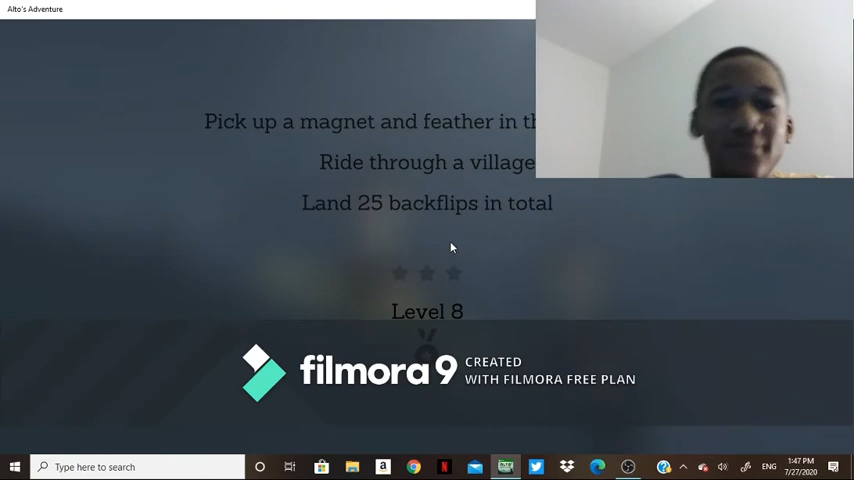 Alto's Adventure
Pick up a magnet and feather in
Ride through a village
Land 25 backflips in total
Level 8
filmora 9 CREATED
WITH FILMORA FREE PLAN
Type here to search
ENG
1:47 PM
7/27/2020